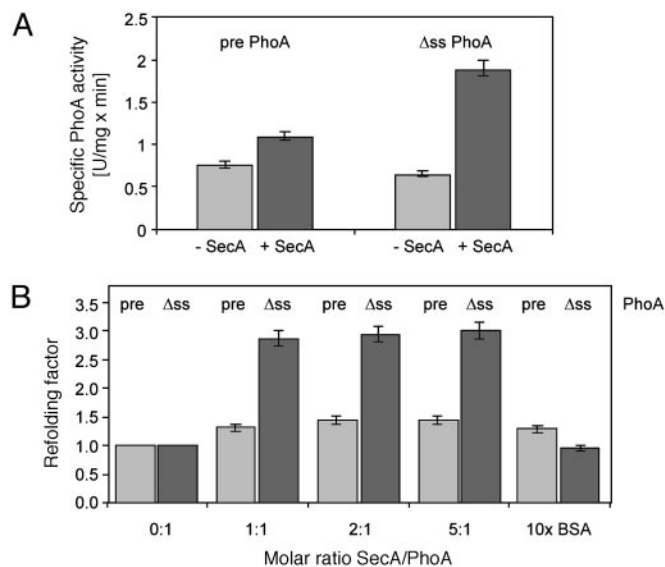 A
pre PhoA Δss PhoA
Specific PhoA activity
[U/mg x min]
2
1.5
1
0.5
0
- SecA + SecA - SecA + SecA
B
pre Δss pre Δss pre Δss pre Δss pre Δss PhoA
Refolding factor
3.5
3.0
2.5
2.0
1.5
1.0
0.5
0.0
0:1 1:1 2:1 5:1 10x BSA
Molar ratio SecA/PhoA